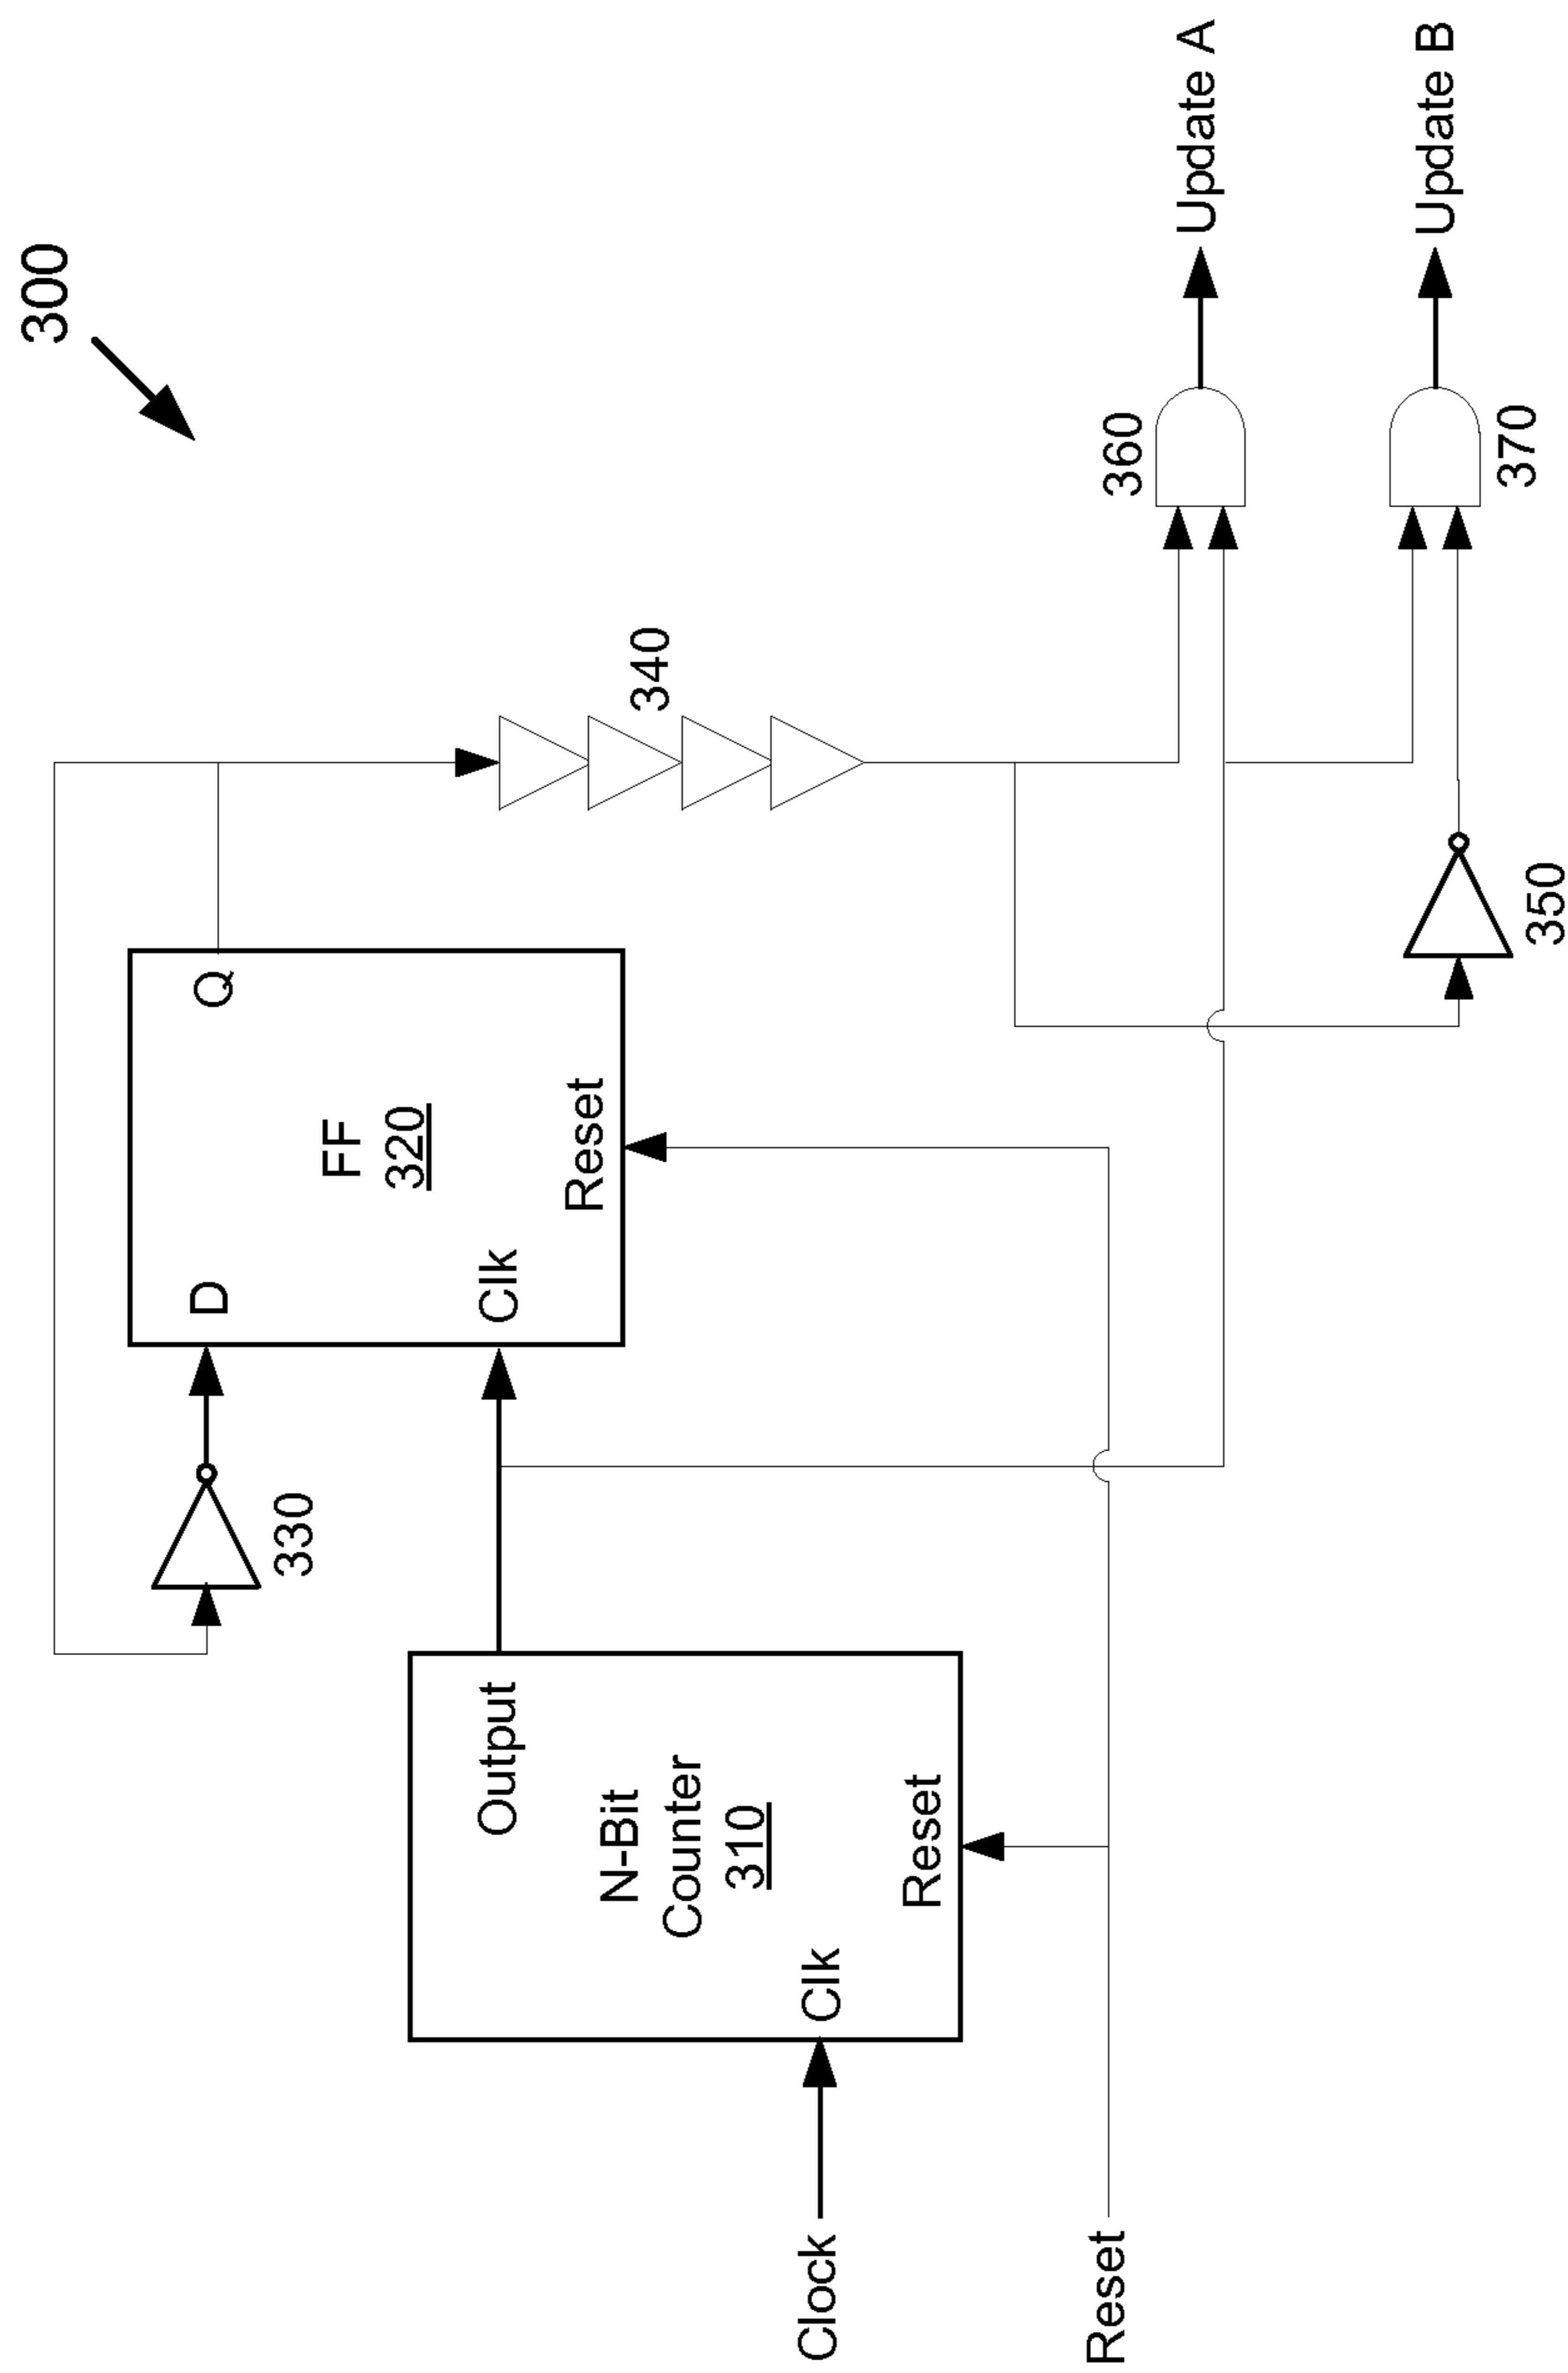 300
D
Q
330
FF
320
Clk
Reset
340
Output
N-Bit
Counter
310
Clk
Reset
Clock
Reset
360
Update A
350
370
Update B